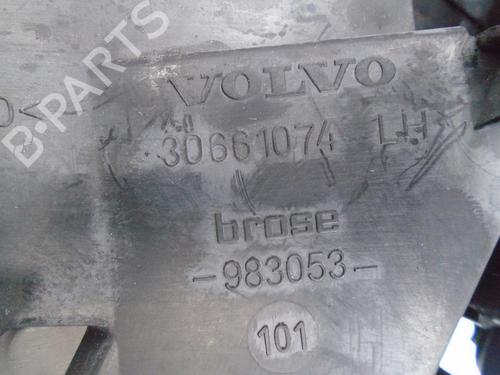 B-PARTS
VOLVO
30661074 LH
brose
-983053-
101